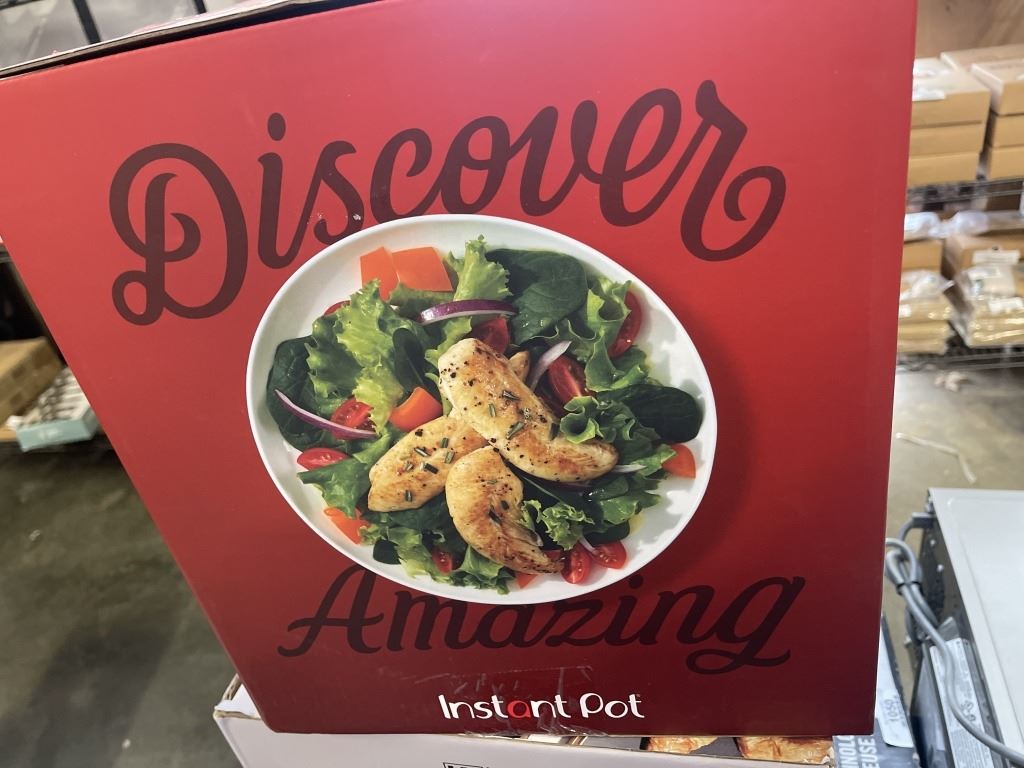 Discover
Amazing
Instant Pot